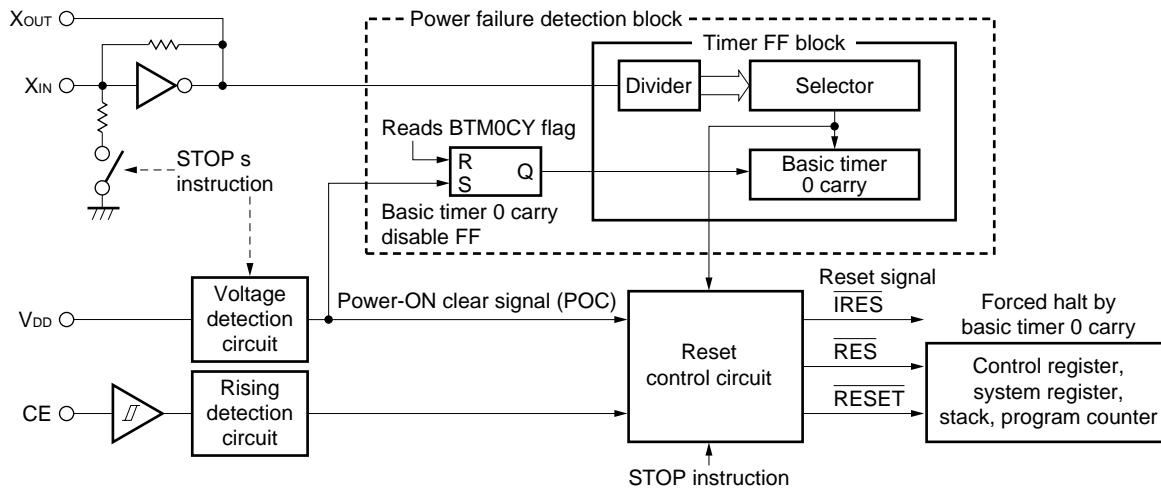 XOUT
Power failure detection block
Timer FF block
XIN
Divider
Selector
Reads BTM0CY flag
R
S
Q
Basic timer
0 carry
STOP s
instruction
Basic timer 0 carry
disable FF
VDD
Voltage
detection
circuit
Power-ON clear signal (POC)
Reset
control circuit
Reset signal
IRES
RES
RESET
Forced halt by
basic timer 0 carry
Control register,
system register,
stack, program counter
CE
Rising
detection
circuit
STOP instruction